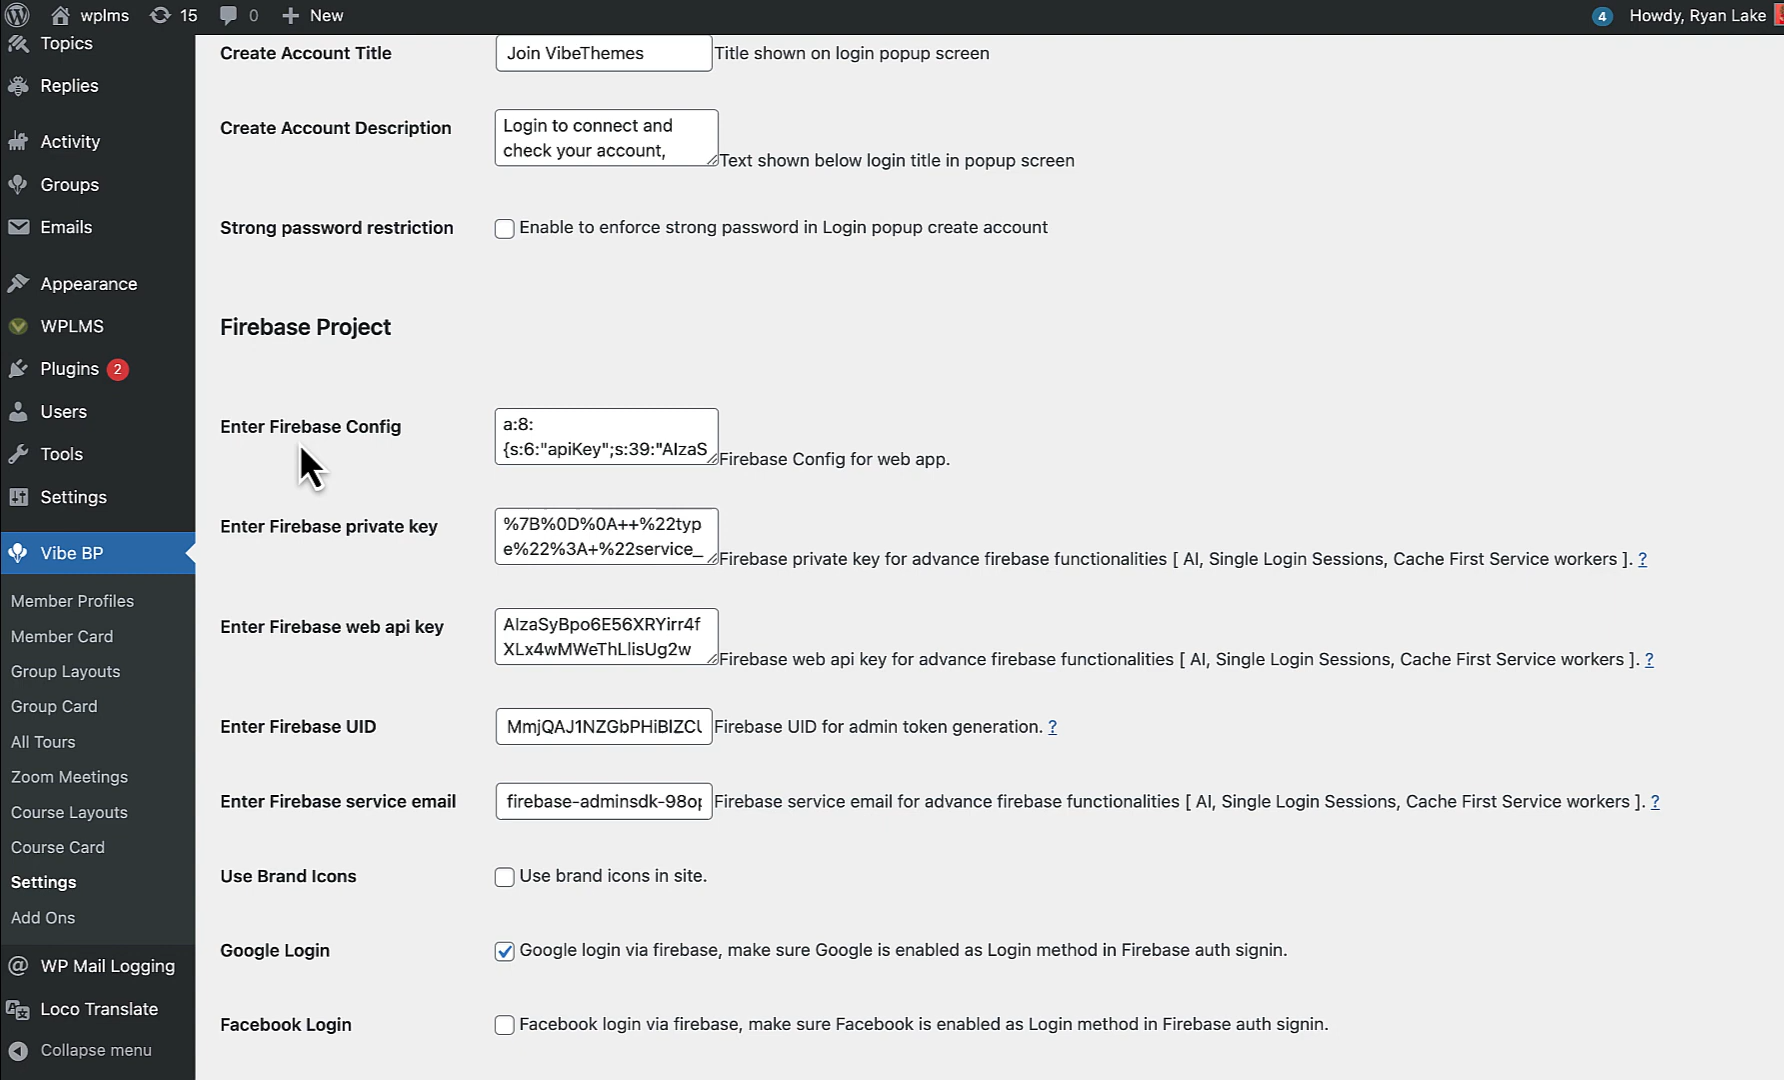 wplms
15
0
New
4
Howdy, Ryan Lake
Topics
Replies
Activity
Groups
Emails
Appearance
WPLMS
Plugins 2
Users
Tools
Settings
Vibe BP
Member Profiles
Member Card
Group Layouts
Group Card
All Tours
Zoom Meetings
Course Layouts
Course Card
Settings
Add Ons
WP Mail Logging
Loco Translate
Collapse menu
Create Account Title
Join VibeThemes
Title shown on login popup screen
Create Account Description
Login to connect and
check your account,
Text shown below login title in popup screen
Strong password restriction
Enable to enforce strong password in Login popup create account
Firebase Project
Enter Firebase Config
a:8:
{s:6:"apiKey";s:39:"AIzaS
Firebase Config for web app.
Enter Firebase private key
%7B%0D%0A++%22typ
e%22%3A+%22service_
Firebase private key for advance firebase functionalities [ AI, Single Login Sessions, Cache First Service workers ]. ?
Enter Firebase web api key
AIzaSyBpo6E56XRYirr4f
XLx4wMWeThLlisUg2w
Firebase web api key for advance firebase functionalities [ AI, Single Login Sessions, Cache First Service workers ]. ?
Enter Firebase UID
MmjQAJ1NZGbPHiBIZCU
Firebase UID for admin token generation. ?
Enter Firebase service email
firebase-adminsdk-98op
Firebase service email for advance firebase functionalities [ AI, Single Login Sessions, Cache First Service workers ]. ?
Use Brand Icons
Use brand icons in site.
Google Login
Google login via firebase, make sure Google is enabled as Login method in Firebase auth signin.
Facebook Login
Facebook login via firebase, make sure Facebook is enabled as Login method in Firebase auth signin.